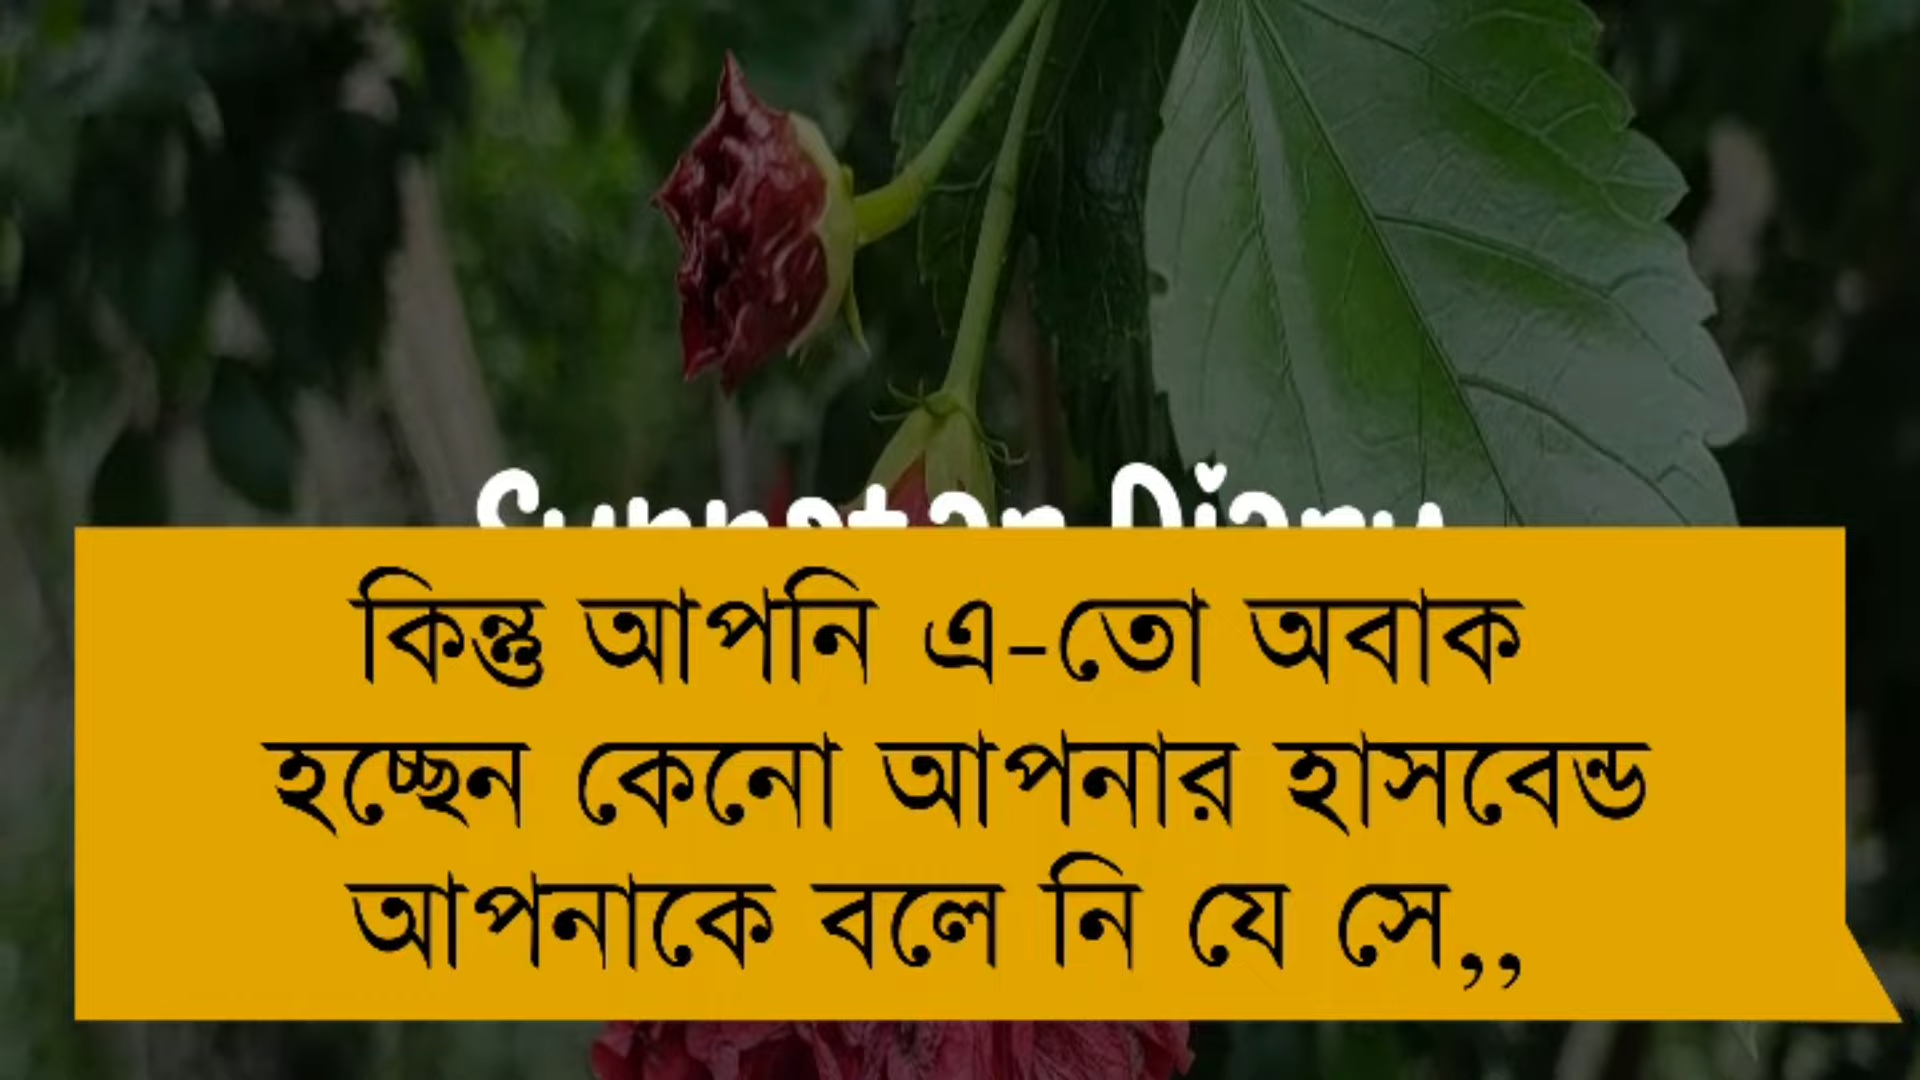 কিন্তু আপনি এ-তো অবাক
হচ্ছেন কেনো আপনার হাসবেন্ড
আপনাকে বলে নি যে সে,,